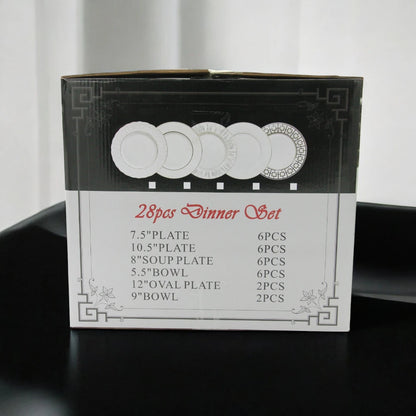 28pcs Dinner Set
7.5"PLATE 6PCS
10.5"PLATE 6PCS
8"SOUP PLATE 6PCS
5.5"BOWL 6PCS
12"OVAL PLATE 2PCS
9"BOWL 2PCS